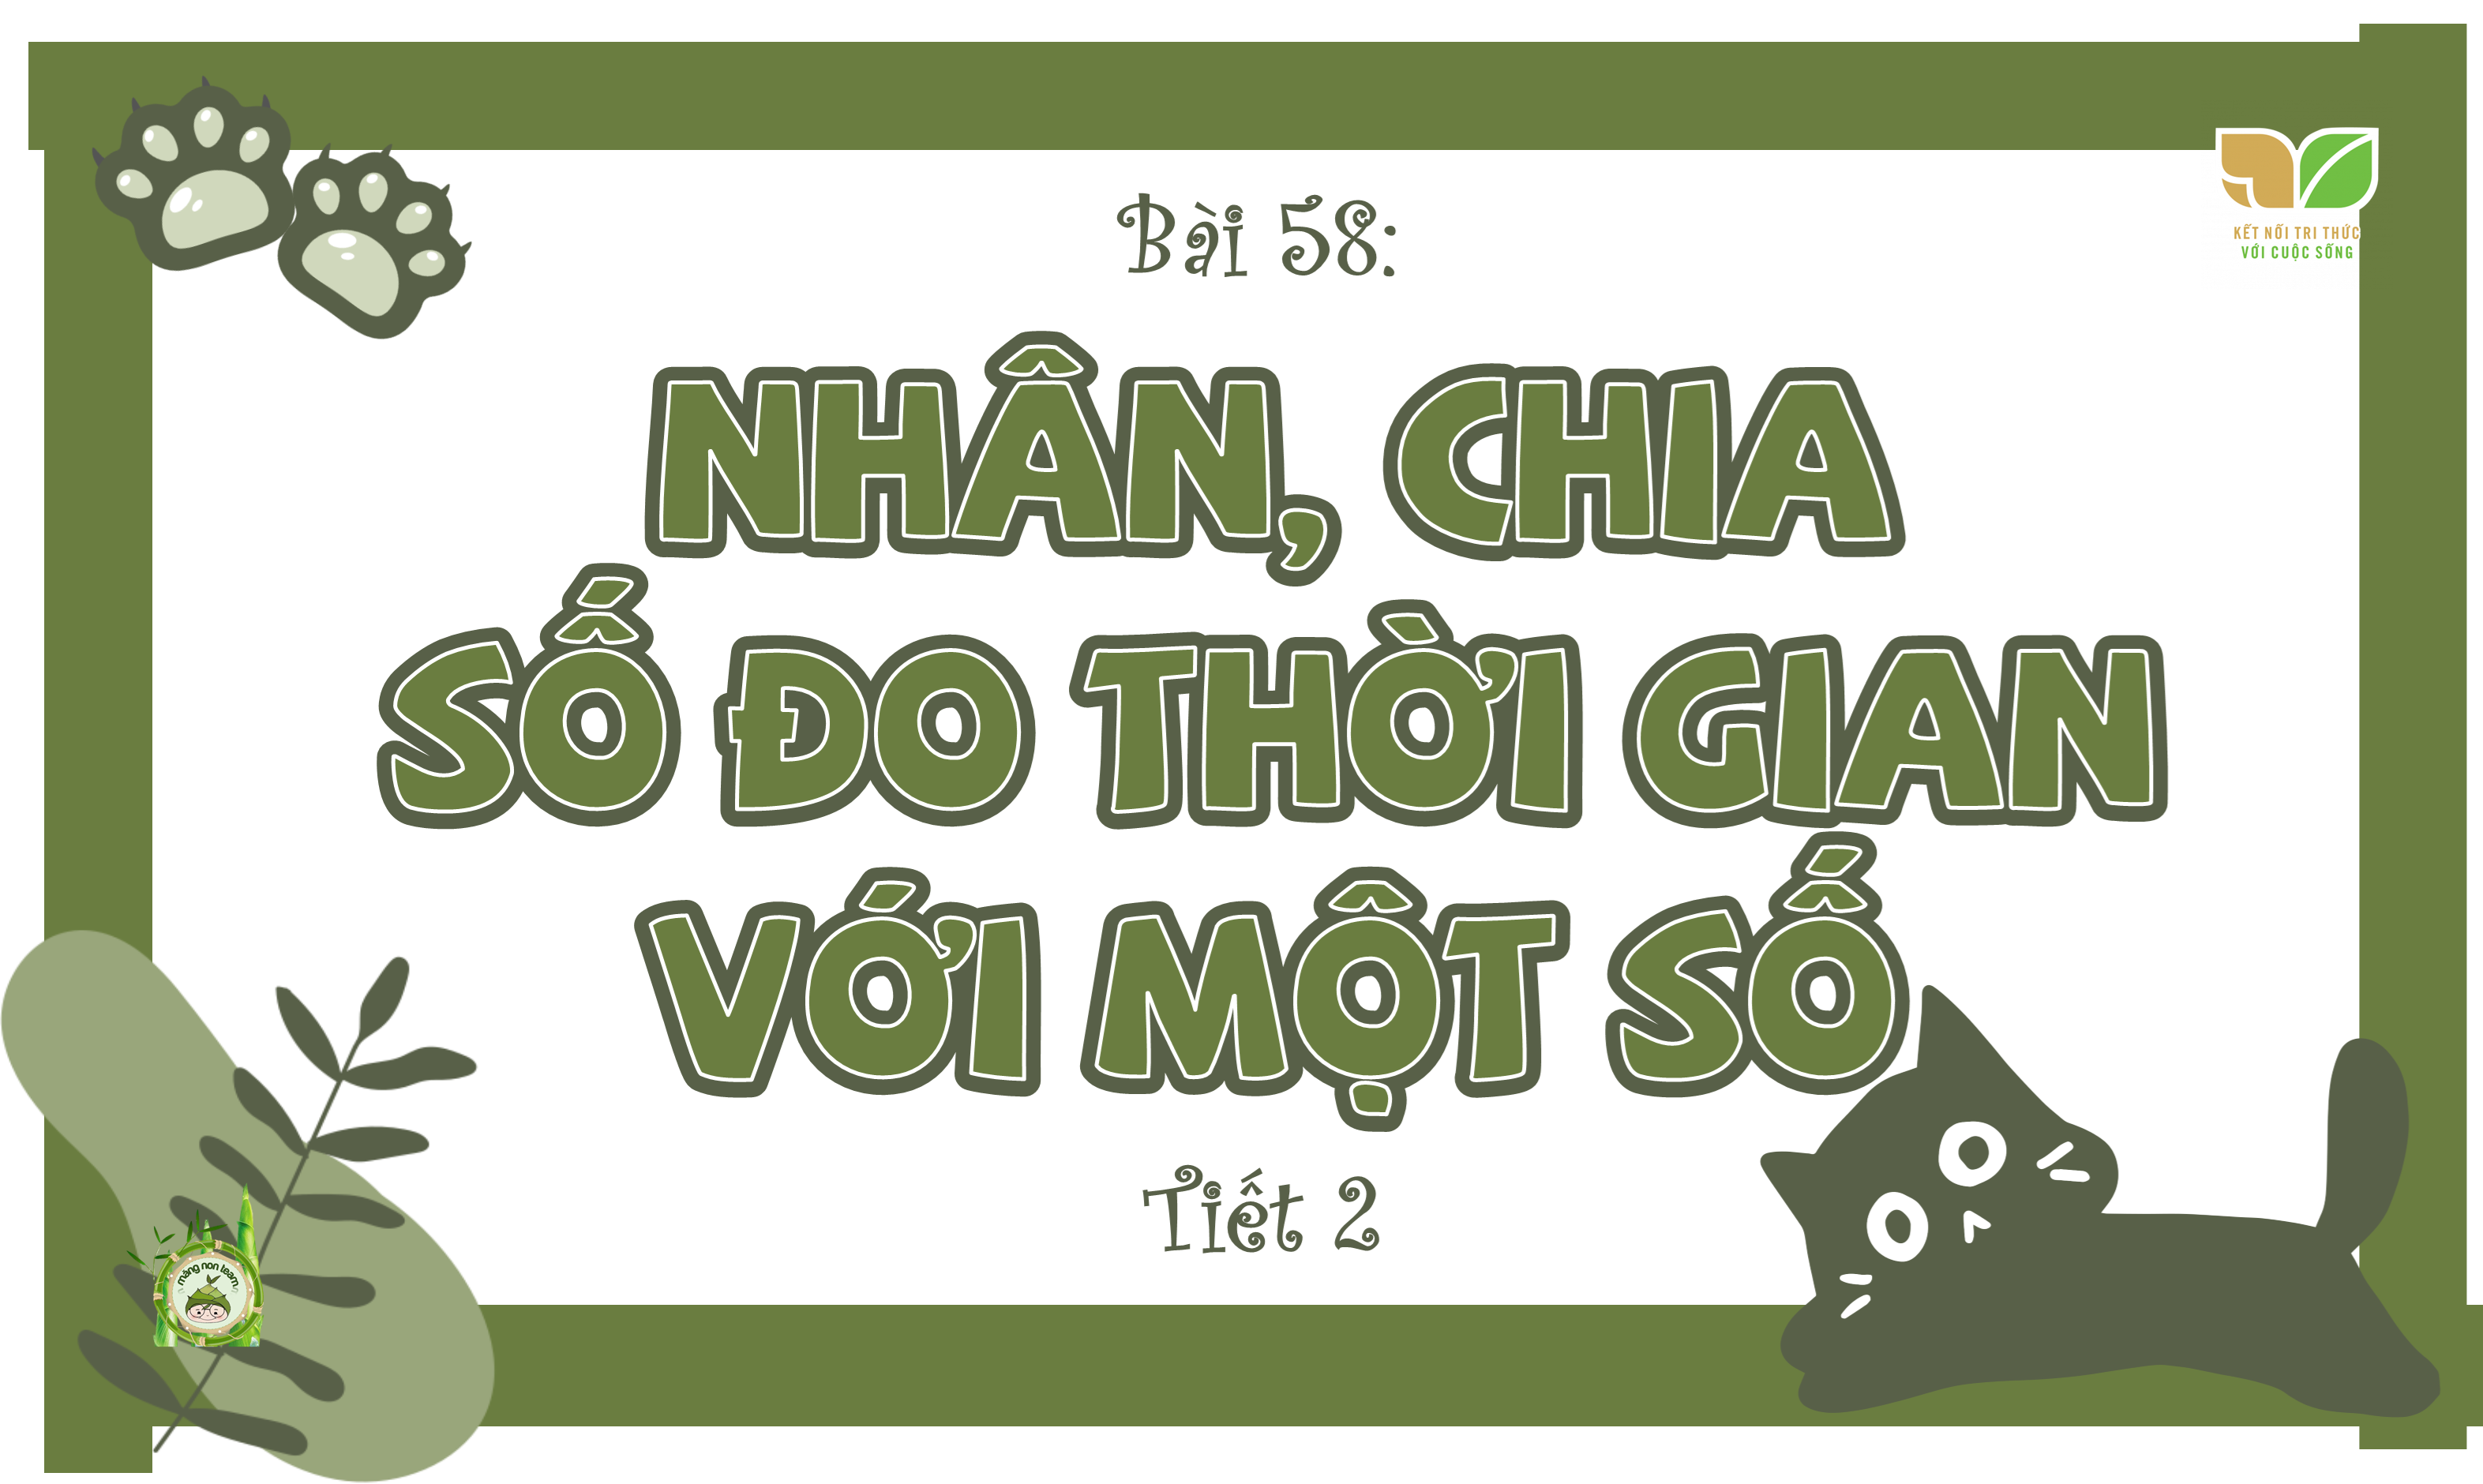 Bài 58:
KẾT NỐI TRI THỨC
VỚI CUỘC SỐNG
NHÂN, CHIA
SỐ ĐO THỜI GIAN
VỚI MỘT SỐ
Tiết 2
măng non team